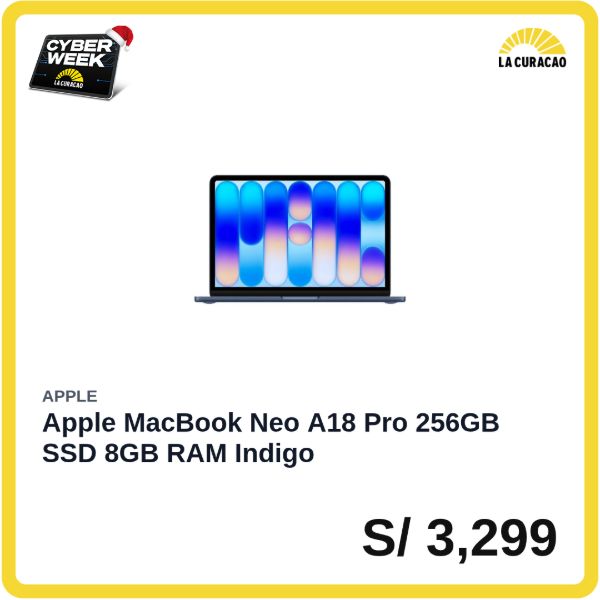 CYBER
WEEK
LA CURACAO
LA CURACAO
APPLE
Apple MacBook Neo A18 Pro 256GB
SSD 8GB RAM Indigo
S/ 3,299